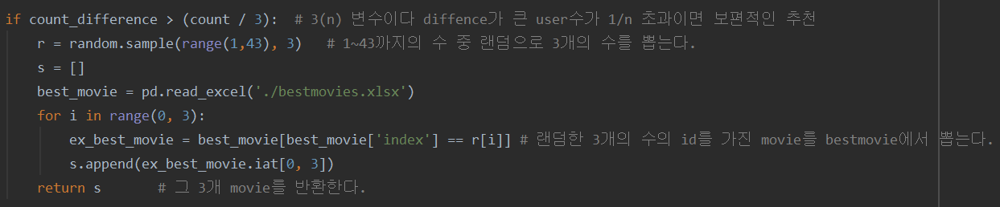 if count_difference > (count / 3):  # 3(n) 변수이다 diffence가 큰 user수가 1/n 초과이면 보편적인 추천
    r = random.sample(range(1,43), 3)   # 1~43까지의 수 중 랜덤으로 3개의 수를 뽑는다.
    s = []
    best_movie = pd.read_excel('./bestmovies.xlsx')
    for i in range(0, 3):
        ex_best_movie = best_movie[best_movie['index'] == r[i]] # 랜덤한 3개의 수의 id를 가진 movie를 bestmovie에서 뽑는다.
        s.append(ex_best_movie.iat[0, 3])
    return s      # 그 3개 movie를 반환한다.